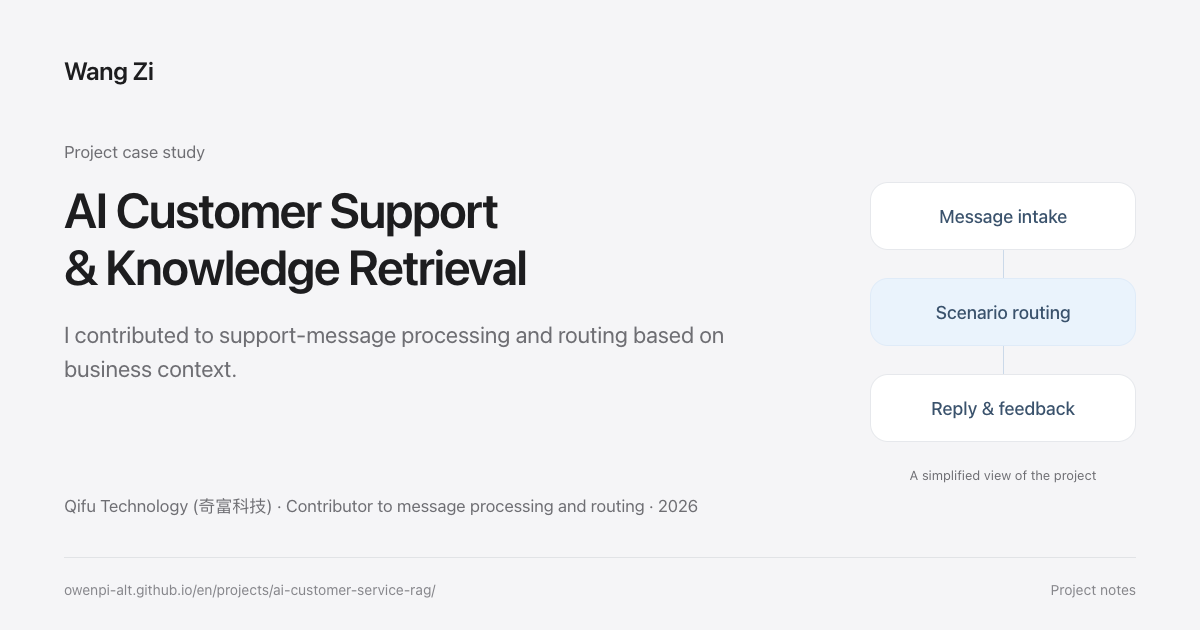 Wang Zi
Project case study
AI Customer Support
& Knowledge Retrieval
I contributed to support-message processing and routing based on
business context.
Message intake
Scenario routing
Reply & feedback
A simplified view of the project
Qifu Technology (奇富科技) · Contributor to message processing and routing · 2026
owenpi-alt.github.io/en/projects/ai-customer-service-rag/
Project notes